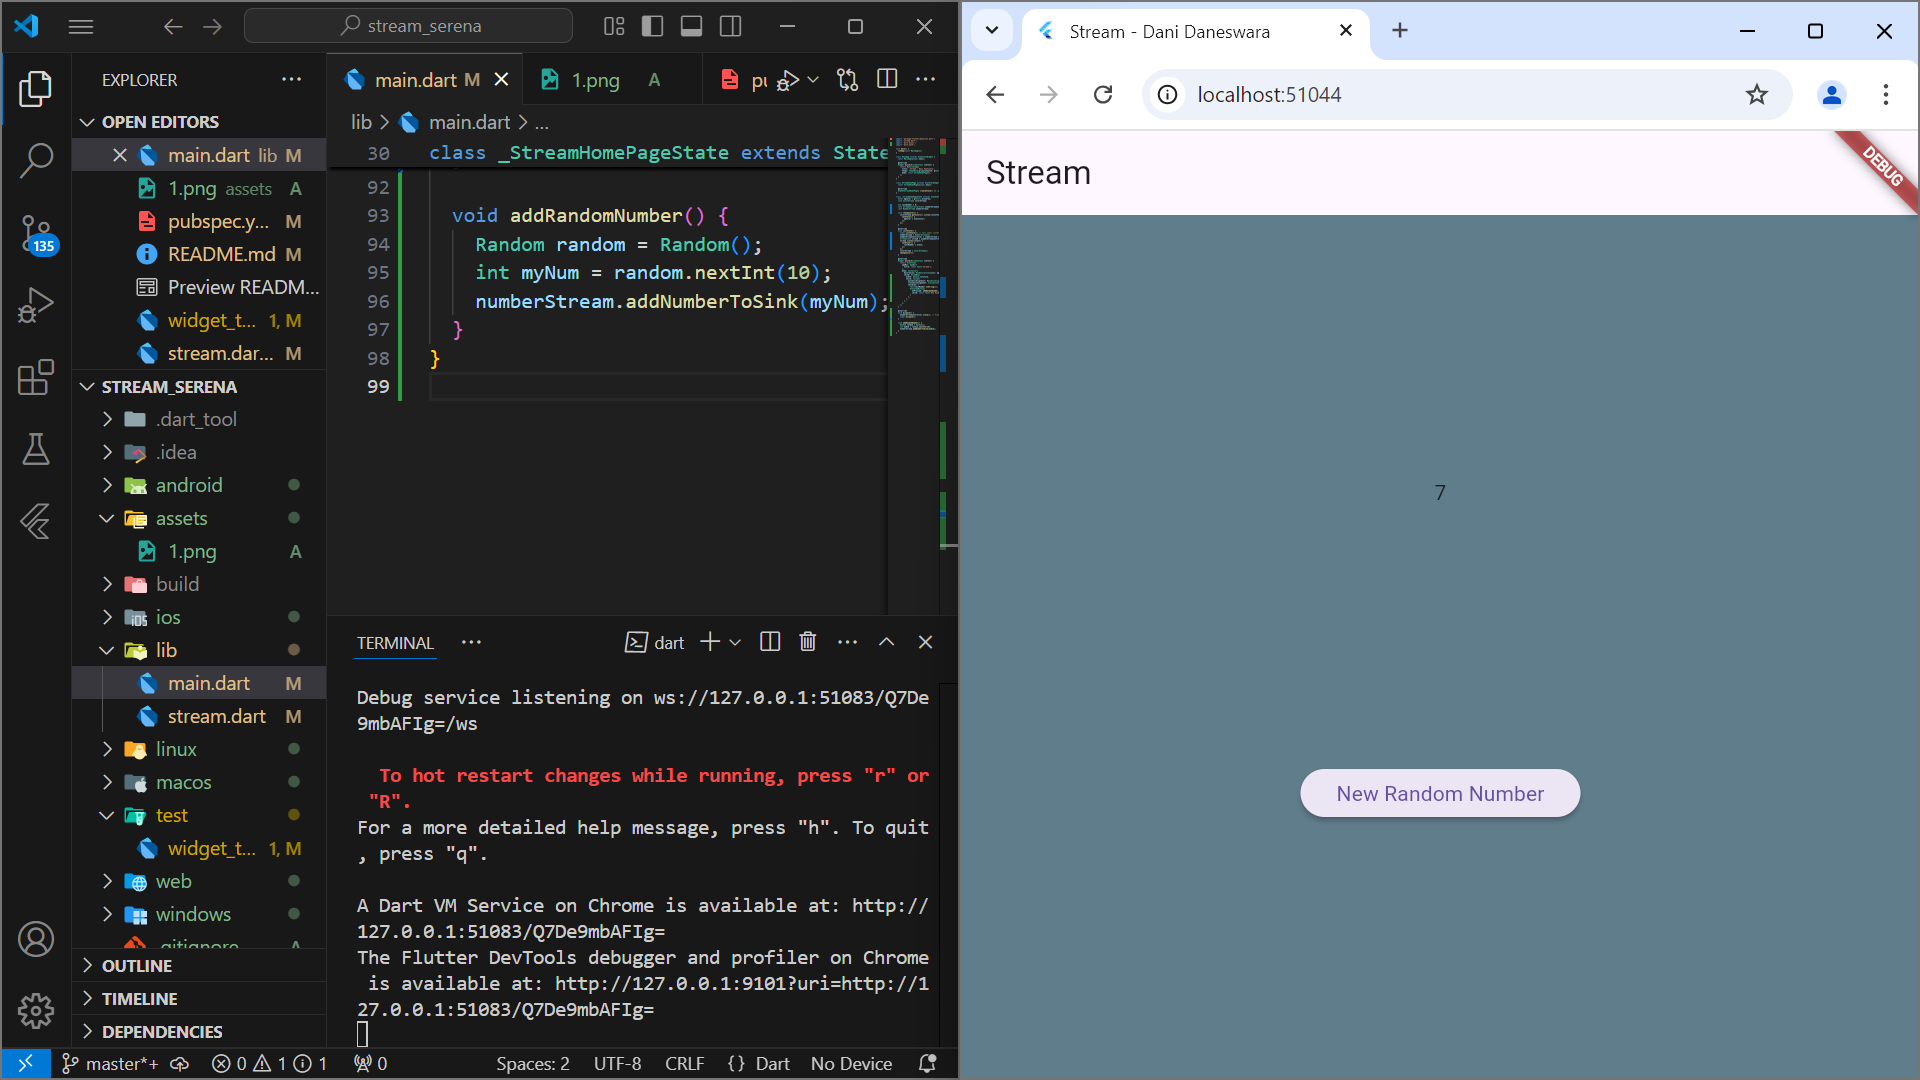 stream_serena
EXPLORER
OPEN EDITORS
main.dart lib M
1.png assets A
pubspec.y... M
README.md M
Preview READM...
widget_t... 1, M
stream.dar... M
STREAM_SERENA
.dart_tool
.idea
android
assets
1.png A
build
ios
lib
main.dart M
stream.dart M
linux
macos
test
widget_t... 1, M
web
windows
.gitignore A
OUTLINE
TIMELINE
DEPENDENCIES
main.dart M
1.png A
pu
lib > main.dart > ...
30 class _StreamHomePageState extends State
92
93 void addRandomNumber() {
94 Random random = Random();
95 int myNum = random.nextInt(10);
96 numberStream.addNumberToSink(myNum);
97 }
98 }
99
TERMINAL
dart
Debug service listening on ws://127.0.0.1:51083/Q7De
9mbAFIg=/ws
To hot restart changes while running, press "r" or
"R".
For a more detailed help message, press "h". To quit
, press "q".
A Dart VM Service on Chrome is available at: http://
127.0.0.1:51083/Q7De9mbAFIg=
The Flutter DevTools debugger and profiler on Chrome
is available at: http://127.0.0.1:9101?uri=http://1
27.0.0.1:51083/Q7De9mbAFIg=
135
master*+ 0 1 1 0 Spaces: 2 UTF-8 CRLF {} Dart No Device
Stream - Dani Daneswara
localhost:51044
Stream
DEBUG
7
New Random Number